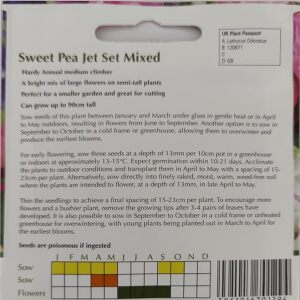 Sweet Pea Jet Set Mixed
UK Plant Passport
A Lathyrus Odoratus
B 120871
C
D GB
Hardy Annual medium climber
A bright mix of large flowers on semi-tall plants
Perfect for a smaller garden and great for cutting
Can grow up to 90cm tall
Sow seeds of this plant between January and March under glass in gentle heat or in April
to May outdoors, resulting in flowers from June to September. Another option is to sow in
September to October in a cold frame or greenhouse, allowing them to overwinter and
produce the earliest blooms.
For early flowering, sow three seeds at a depth of 13mm per 10cm pot in a greenhouse
or indoors at approximately 13-15°C. Expect germination within 10-21 days. Acclimate
the plants to outdoor conditions and transplant them in April to May with a spacing of 15-
23cm per plant. Alternatively, sow directly into finely raked, moist, warm, weed-free soil
where the plants are intended to flower, at a depth of 13mm, in late April to May.
Thin the seedlings to achieve a final spacing of 15-23cm per plant. To encourage more
flowers and a bushier plant, remove the growing tips after 3-4 pairs of leaves have
developed. It is also possible to sow in September to October in a cold frame or unheated
greenhouse for overwintering, with young plants being planted out in March to April for
the earliest blooms.
Seeds are poisonous if ingested
J F M A M J J A S O N D
Sow
Sow
Flowers